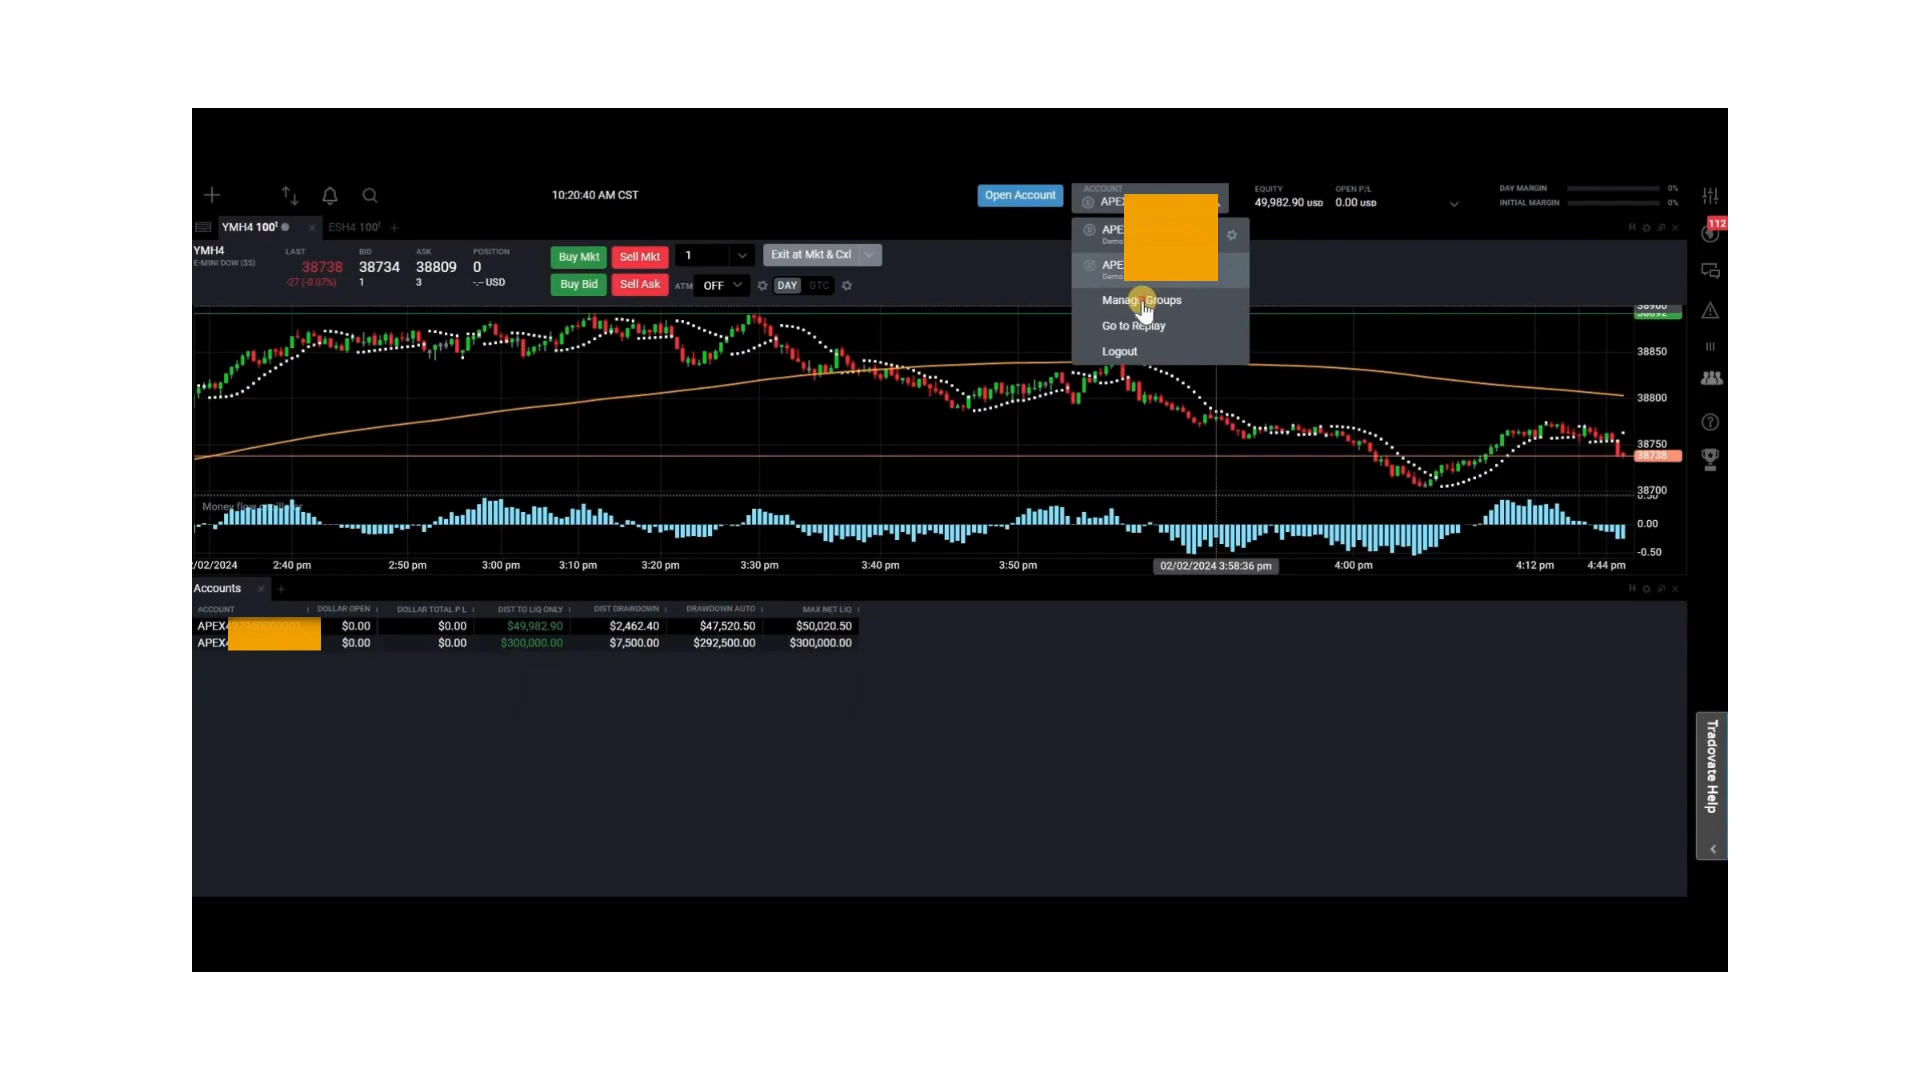 10:20:40 AM CST
Open Account
ACCOUNT
EQUITY
49,982.90 USD
OPEN P/L
0.00 USD
DAY MARGIN 0%
INITIAL MARGIN 0%
112
YMH4 100t
ESH4 100t
APE
Demo
APE
Demo
Manage Groups
Go to Replay
Logout
YMH4
E-MINI DOW ($5)
LAST
38738
-27 (-0.07%)
BID
38734
1
ASK
38809
3
POSITION
0
-.-- USD
Buy Mkt
Sell Mkt
1
Exit at Mkt & Cxl
Buy Bid
Sell Ask
ATM
OFF
DAY
GTC
38850
38800
38750
38738
38700
0.00
-0.50
/02/2024
2:40 pm
2:50 pm
3:00 pm
3:10 pm
3:20 pm
3:30 pm
3:40 pm
3:50 pm
02/02/2024 3:58:36 pm
4:00 pm
4:12 pm
4:44 pm
Accounts
ACCOUNT DOLLAR OPEN DOLLAR TOTAL P L DIST TO LIQ ONLY DIST DRAWDOWN DRAWDOWN AUTO MAX NET LIQ
$0.00 $0.00 $49,982.90 $2,462.40 $47,520.50 $50,020.50
$0.00 $0.00 $300,000.00 $7,500.00 $292,500.00 $300,000.00
Tradovate Help